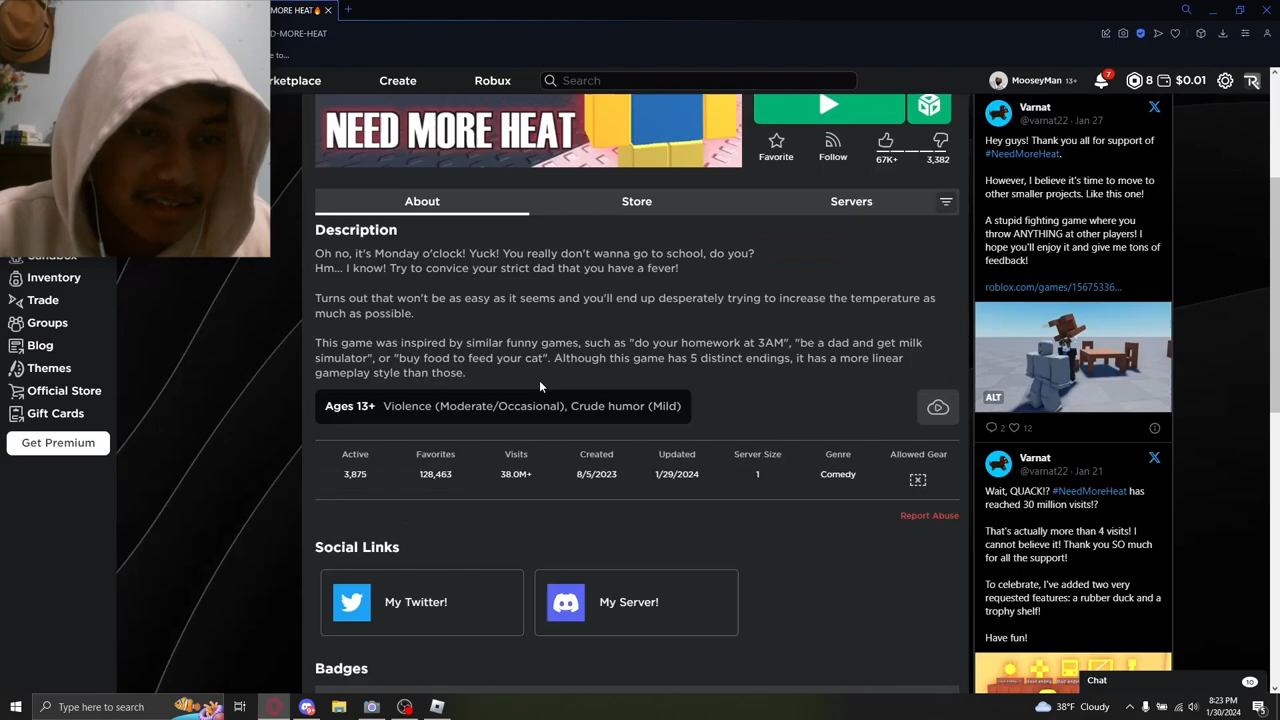 MORE HEAT🔥
D-MORE-HEAT
e to...
rketplace
Create
Robux
Search
MooseyMan 13+
7
8
$0.01
NEED MORE HEAT
Favorite
Follow
67K+
3,382
About
Store
Servers
Description
Oh no, it's Monday o'clock! Yuck! You really don't wanna go to school, do you?
Hm... I know! Try to convice your strict dad that you have a fever!
Turns out that won't be as easy as it seems and you'll end up desperately trying to increase the temperature as
much as possible.
This game was inspired by similar funny games, such as "do your homework at 3AM", "be a dad and get milk
simulator", or "buy food to feed your cat". Although this game has 5 distinct endings, it has a more linear
gameplay style than those.
Ages 13+ Violence (Moderate/Occasional), Crude humor (Mild)
Active
Favorites
Visits
Created
Updated
Server Size
Genre
Allowed Gear
3,875
128,463
38.0M+
8/5/2023
1/29/2024
1
Comedy
Report Abuse
Social Links
My Twitter!
My Server!
Badges
Inventory
Trade
Groups
Blog
Themes
Official Store
Gift Cards
Get Premium
Varnat
@varnat22 · Jan 27
Hey guys! Thank you all for support of
#NeedMoreHeat.
However, I believe it's time to move to
other smaller projects. Like this one!
A stupid fighting game where you
throw ANYTHING at other players! I
hope you'll enjoy it and give me tons of
feedback!
roblox.com/games/15675336...
ALT
2
12
Varnat
@varnat22 · Jan 21
Wait, QUACK!? #NeedMoreHeat has
reached 30 million visits!?
That's actually more than 4 visits! I
cannot believe it! Thank you SO much
for all the support!
To celebrate, I've added two very
requested features: a rubber duck and a
trophy shelf!
Have fun!
Chat
10
Type here to search
38°F Cloudy
8:23 PM
1/30/2024